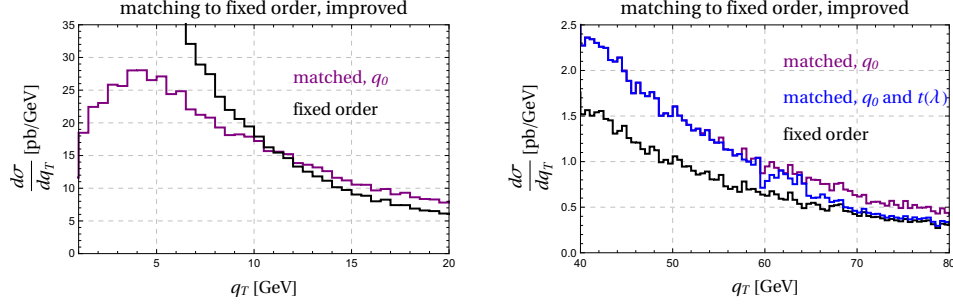 matching to fixed order, improved
35
30
25
20
15
10
5
0
dσ/dq_T [pb/GeV]
matched, q_0
fixed order
5
10
15
20
q_T [GeV]
matching to fixed order, improved
2.5
2.0
1.5
1.0
0.5
0.0
dσ/dq_T [pb/GeV]
matched, q_0
matched, q_0 and t(λ)
fixed order
40
50
60
70
80
q_T [GeV]